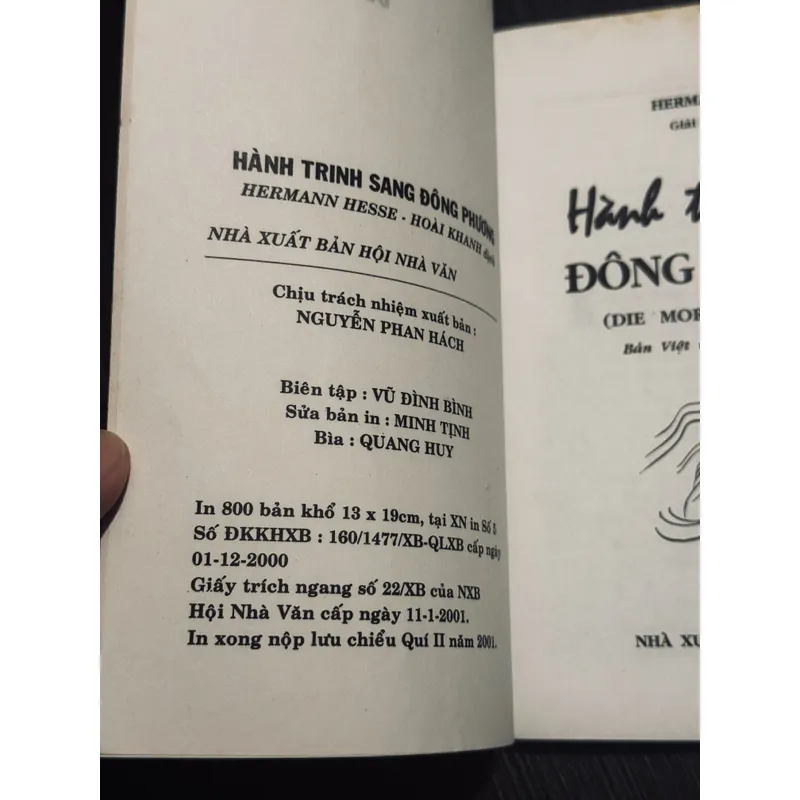 HÀNH TRINH SANG ĐÔNG PHƯƠNG
HERMANN HESSE - HOÀI KHANH dịch
NHÀ XUẤT BẢN HỘI NHÀ VĂN
Chịu trách nhiệm xuất bản :
NGUYỄN PHAN HÁCH
Biên tập : VŨ ĐÌNH BÌNH
Sửa bản in : MINH TỊNH
Bìa : QUANG HUY
In 800 bản khổ 13 x 19cm, tại XN in Số 5
Số ĐKKHXB : 160/1477/XB-QLXB cấp ngày
01-12-2000
Giấy trích ngang số 22/XB của NXB
Hội Nhà Văn cấp ngày 11-1-2001.
In xong nộp lưu chiểu Quí II năm 2001.
HERM
Giải
Hành t
ĐÔNG
(DIE MOR
Bản Việt
NHÀ XU